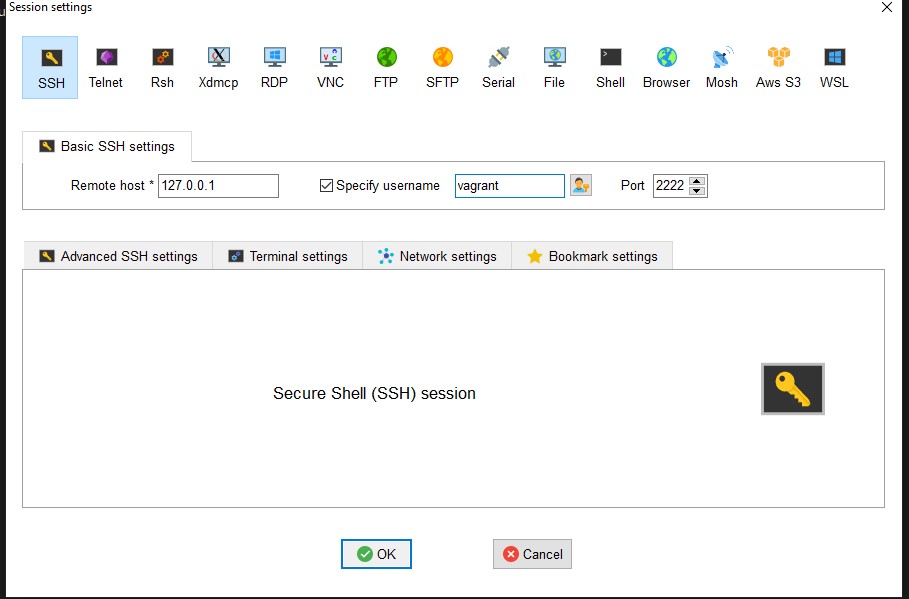 Session settings
SSH Telnet Rsh Xdmcp RDP VNC FTP SFTP Serial File Shell Browser Mosh Aws S3 WSL
Basic SSH settings
Remote host * 127.0.0.1 Specify username vagrant Port 2222
Advanced SSH settings Terminal settings Network settings Bookmark settings
Secure Shell (SSH) session
OK Cancel